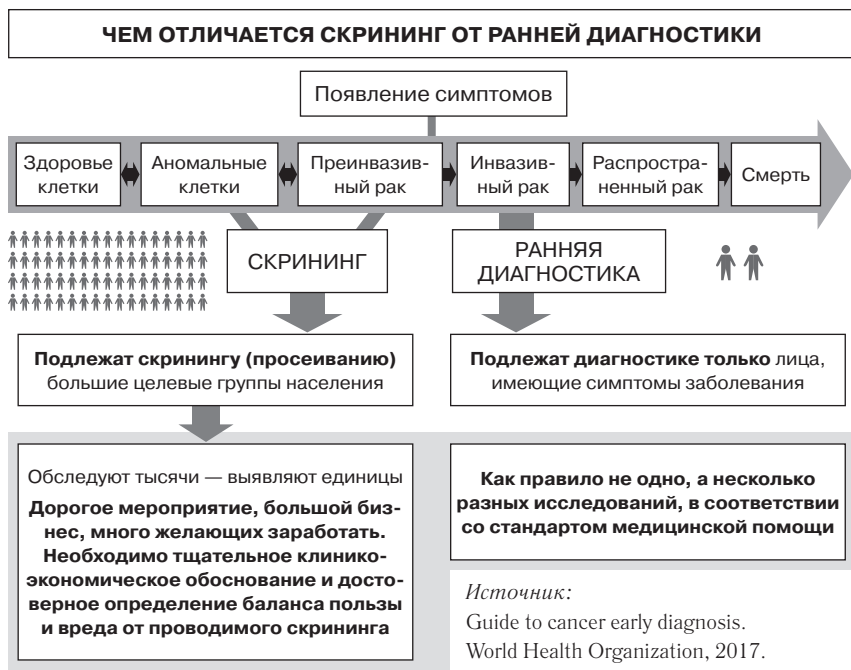 ЧЕМ ОТЛИЧАЕТСЯ СКРИНИНГ ОТ РАННЕЙ ДИАГНОСТИКИ
Появление симптомов
Здоровье
клетки
Аномальные
клетки
Преинвазив-
ный рак
Инвазив-
ный рак
Распростра-
ненный рак
Смерть
СКРИНИНГ
РАННЯЯ
ДИАГНОСТИКА
Подлежат скринингу (просеиванию)
большие целевые группы населения
Подлежат диагностике только лица,
имеющие симптомы заболевания
Обследуют тысячи — выявляют единицы
Дорогое мероприятие, большой биз-
нес, много желающих заработать.
Необходимо тщательное клинико-
экономическое обоснование и досто-
верное определение баланса пользы
и вреда от проводимого скрининга
Как правило не одно, а несколько
разных исследований, в соответствии
со стандартом медицинской помощи
Источник:
Guide to cancer early diagnosis.
World Health Organization, 2017.